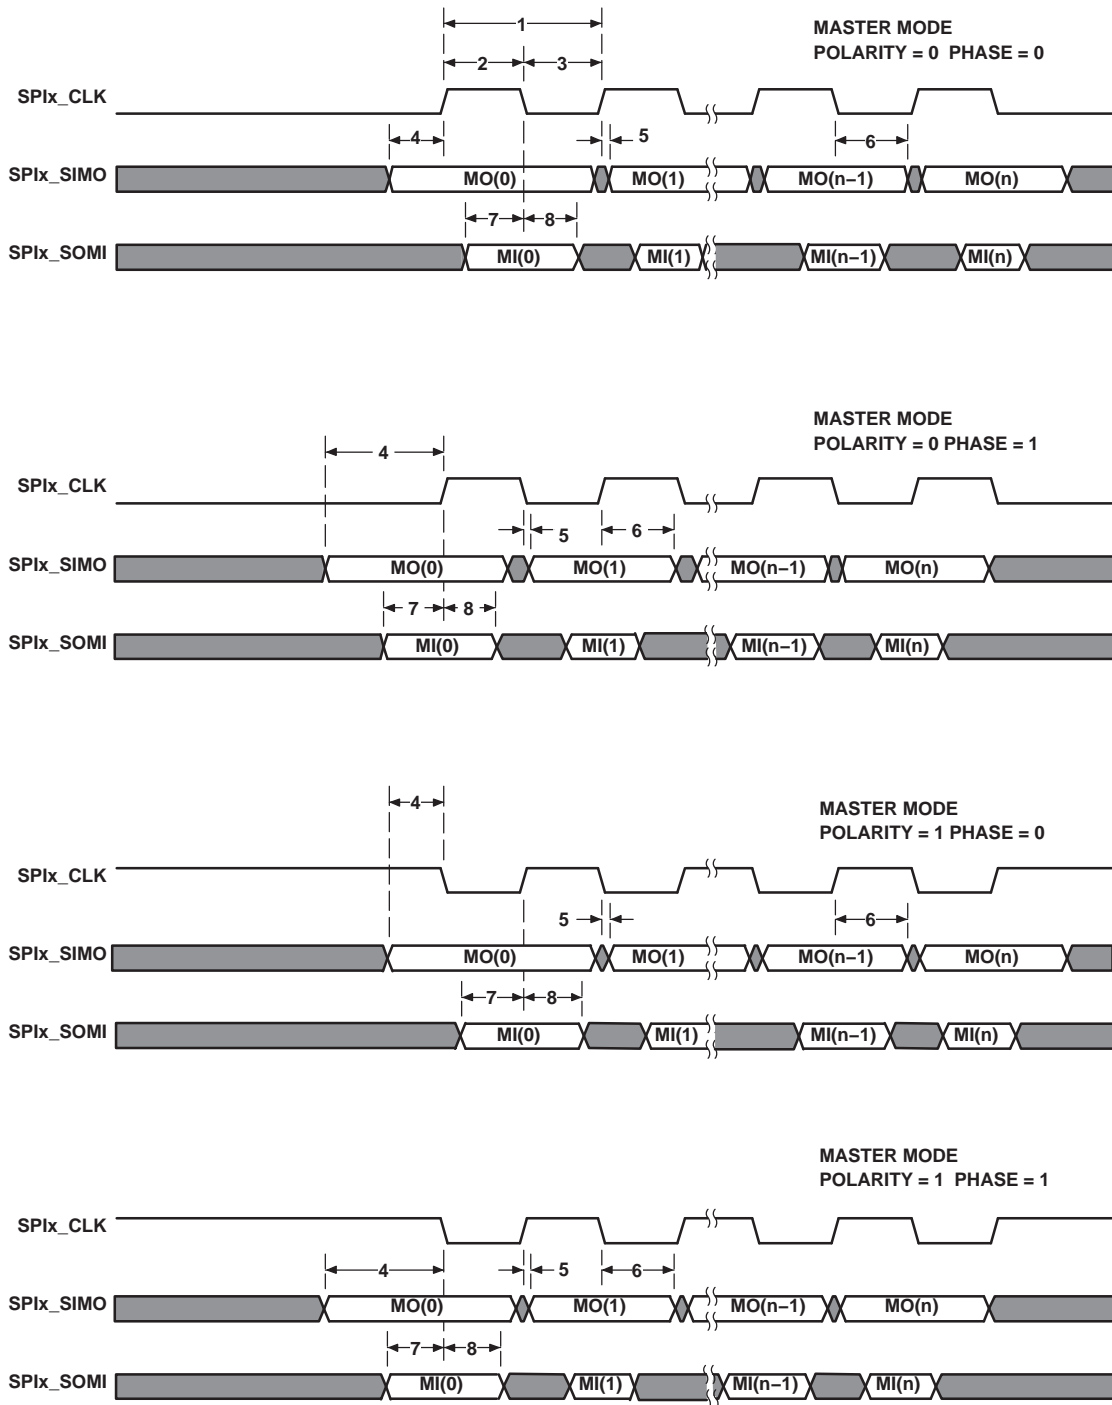 1
MASTER MODE
POLARITY = 0 PHASE = 0
2 3
SPIx_CLK
4 5 6
SPIx_SIMO MO(0) MO(1) MO(n−1) MO(n)
7 8
SPIx_SOMI MI(0) MI(1) MI(n−1) MI(n)
MASTER MODE
POLARITY = 0 PHASE = 1
4
SPIx_CLK
5 6
SPIx_SIMO MO(0) MO(1) MO(n−1) MO(n)
7 8
SPIx_SOMI MI(0) MI(1) MI(n−1) MI(n)
4
MASTER MODE
POLARITY = 1 PHASE = 0
SPIx_CLK
5 6
SPIx_SIMO MO(0) MO(1) MO(n−1) MO(n)
7 8
SPIx_SOMI MI(0) MI(1) MI(n−1) MI(n)
MASTER MODE
POLARITY = 1 PHASE = 1
SPIx_CLK
4 5 6
SPIx_SIMO MO(0) MO(1) MO(n−1) MO(n)
7 8
SPIx_SOMI MI(0) MI(1) MI(n−1) MI(n)